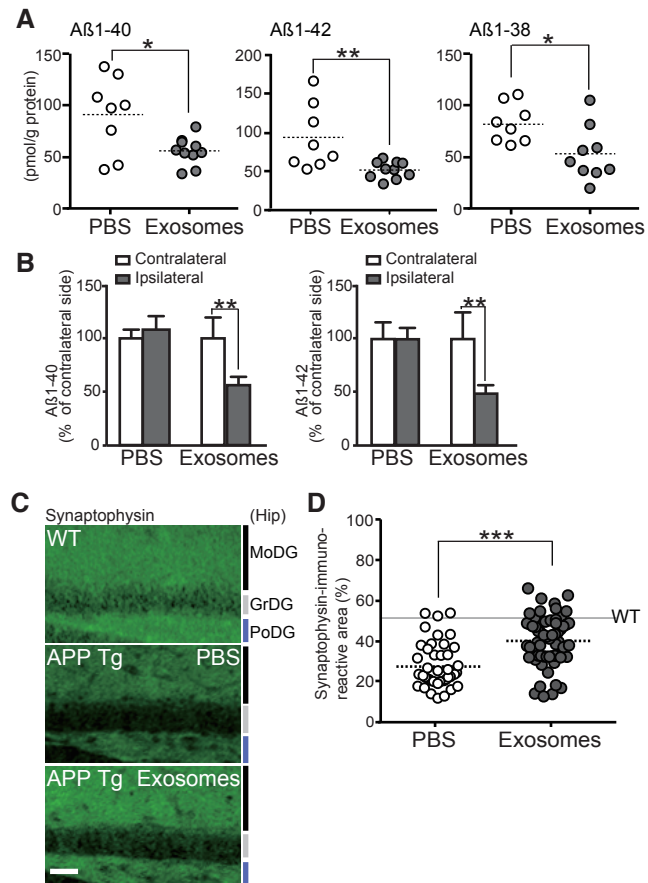 A
Aß1-40
Aß1-42
Aß1-38
(pmol/g protein)
*
**
*
150
100
50
0
200
150
100
50
0
150
100
50
0
PBS Exosomes
PBS Exosomes
PBS Exosomes
B
Contralateral
Ipsilateral
Contralateral
Ipsilateral
Aß1-40
(% of contralateral side)
150
100
50
0
**
PBS Exosomes
Aß1-42
(% of contralateral side)
150
100
50
0
**
PBS Exosomes
C
Synaptophysin (Hip)
WT
MoDG
GrDG
PoDG
APP Tg PBS
APP Tg Exosomes
D
Synaptophysin-immuno-
reactive area (%)
100
80
60
40
20
0
***
WT
PBS Exosomes